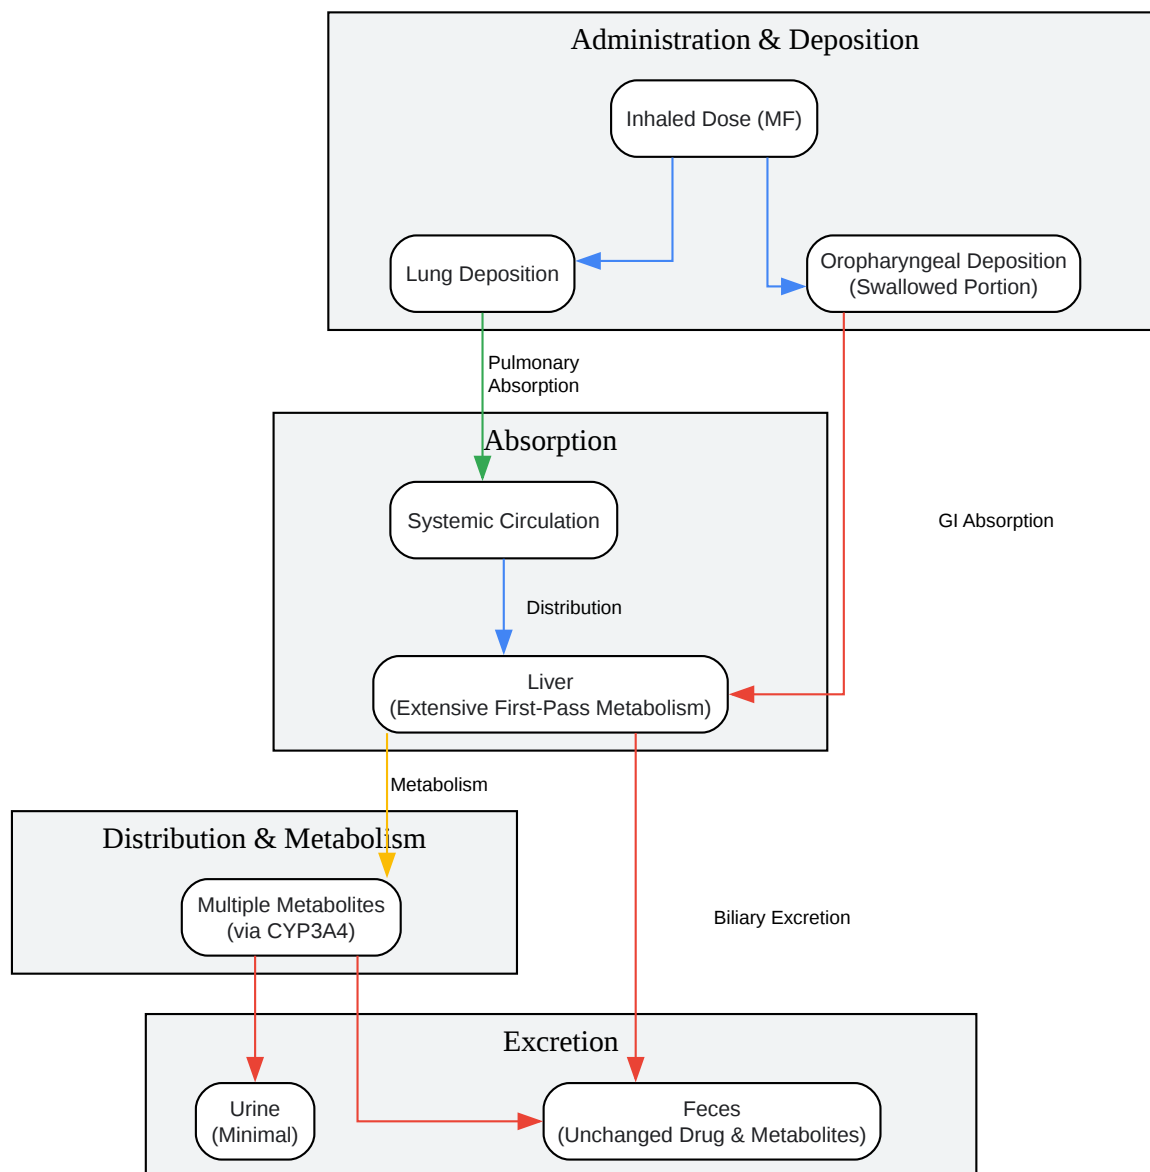 Administration & Deposition
Inhaled Dose (MF)
Lung Deposition
Oropharyngeal Deposition
(Swallowed Portion)
Pulmonary
Absorption
Absorption
Systemic Circulation
GI Absorption
Distribution
Liver
(Extensive First-Pass Metabolism)
Metabolism
Distribution & Metabolism
Multiple Metabolites
(via CYP3A4)
Biliary Excretion
Excretion
Urine
(Minimal)
Feces
(Unchanged Drug & Metabolites)